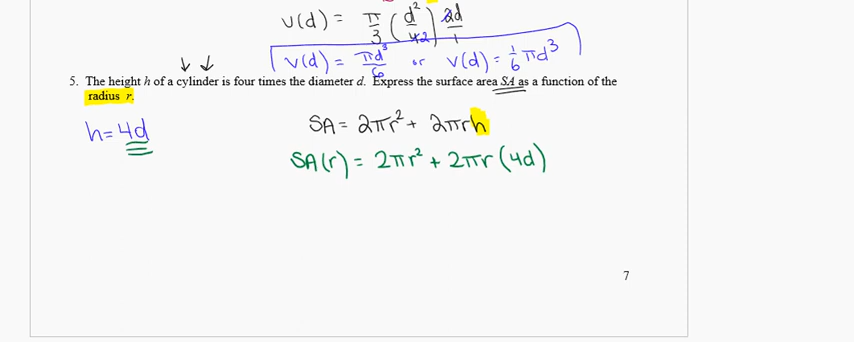 V(d) = π/3 (d²/4·2) 2d/1
V(d) = πd³/6 or V(d) = 1/6 πd³
5. The height h of a cylinder is four times the diameter d. Express the surface area SA as a function of the
radius r.
h = 4d
SA = 2πr² + 2πrh
SA(r) = 2πr² + 2πr(4d)
7